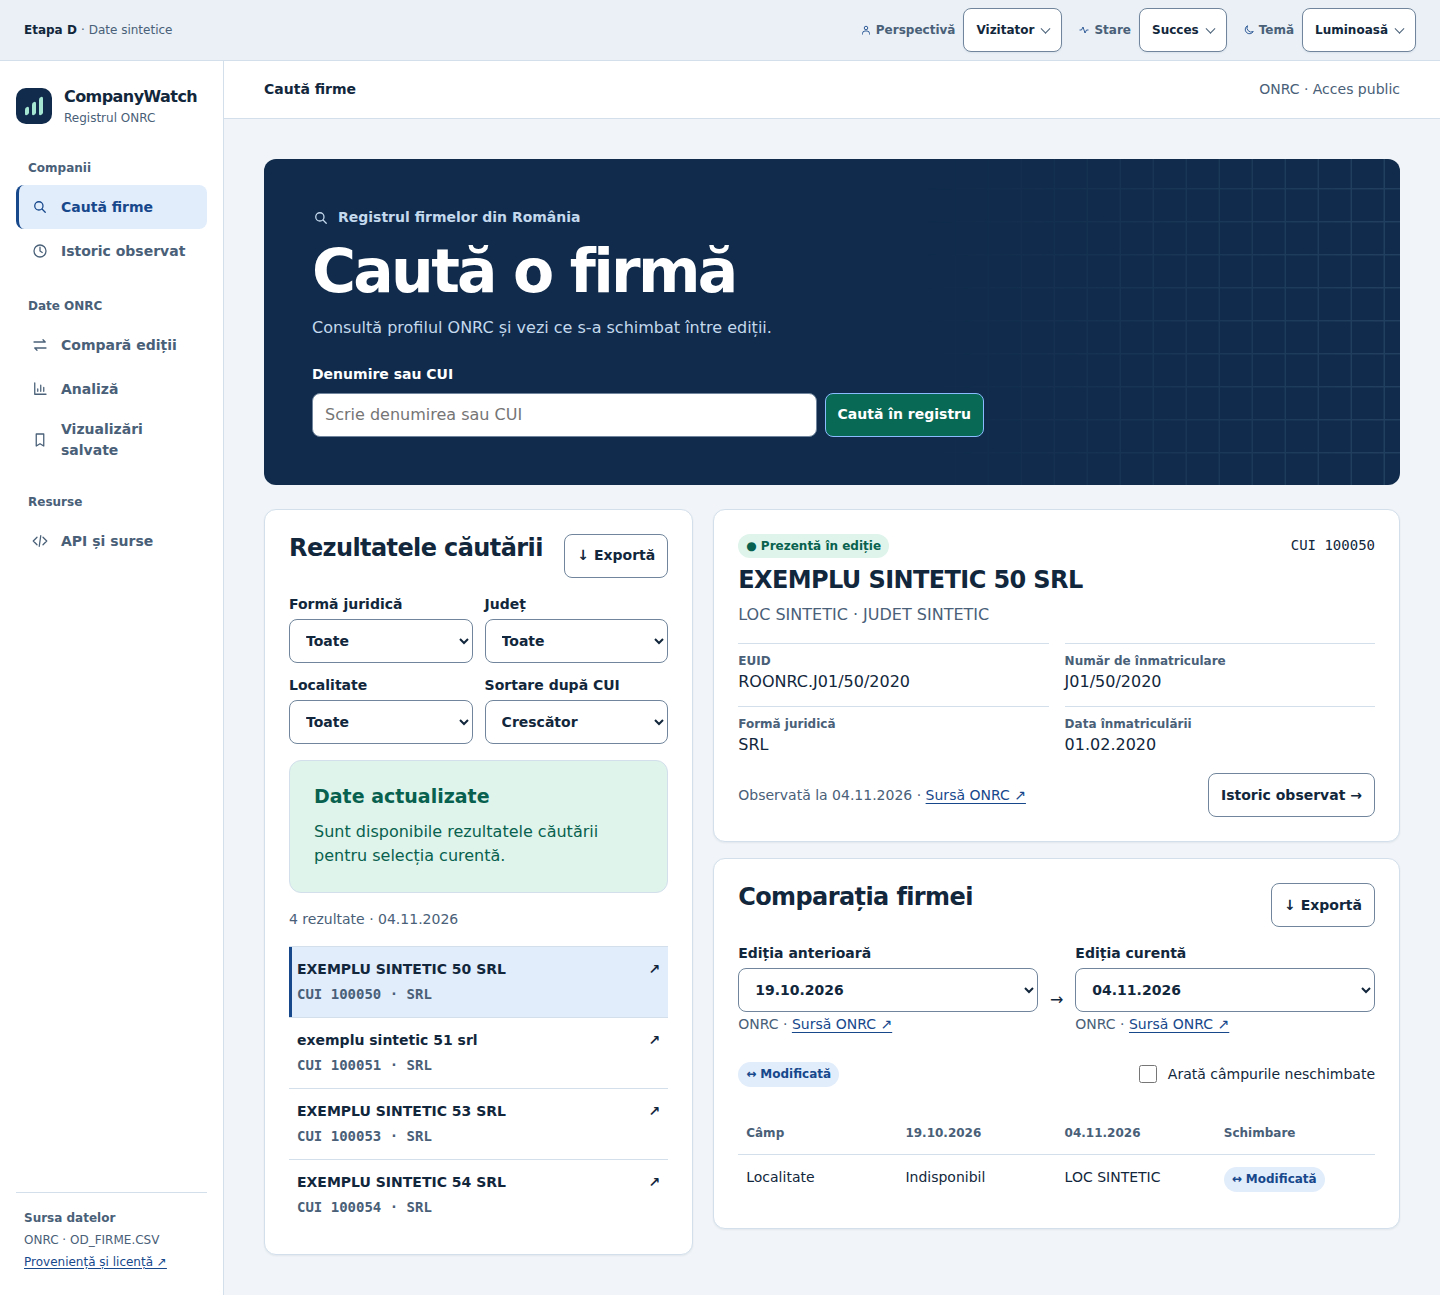 Etapa D · Date sintetice
Perspectivă Vizitator Stare Succes Temă Luminoasă
CompanyWatch
Registrul ONRC
Companii
Caută firme
Istoric observat
Date ONRC
Compară ediții
Analiză
Vizualizări
salvate
Resurse
API și surse
Sursa datelor
ONRC · OD_FIRME.CSV
Proveniență și licență ↗
Caută firme
ONRC · Acces public
Registrul firmelor din România
Caută o firmă
Consultă profilul ONRC și vezi ce s-a schimbat între ediții.
Denumire sau CUI
Scrie denumirea sau CUI
Caută în registru
Rezultatele căutării
↓ Exportă
Formă juridică Județ
Toate Toate
Localitate Sortare după CUI
Toate Crescător
Date actualizate
Sunt disponibile rezultatele căutării
pentru selecția curentă.
4 rezultate · 04.11.2026
EXEMPLU SINTETIC 50 SRL ↗
CUI 100050 · SRL
exemplu sintetic 51 srl ↗
CUI 100051 · SRL
EXEMPLU SINTETIC 53 SRL ↗
CUI 100053 · SRL
EXEMPLU SINTETIC 54 SRL ↗
CUI 100054 · SRL
● Prezentă în ediție
CUI 100050
EXEMPLU SINTETIC 50 SRL
LOC SINTETIC · JUDET SINTETIC
EUID Număr de înmatriculare
ROONRC.J01/50/2020 J01/50/2020
Formă juridică Data înmatriculării
SRL 01.02.2020
Observată la 04.11.2026 · Sursă ONRC ↗
Istoric observat →
Comparația firmei
↓ Exportă
Ediția anterioară Ediția curentă
19.10.2026 → 04.11.2026
ONRC · Sursă ONRC ↗ ONRC · Sursă ONRC ↗
↔ Modificată
Arată câmpurile neschimbate
Câmp 19.10.2026 04.11.2026 Schimbare
Localitate Indisponibil LOC SINTETIC ↔ Modificată